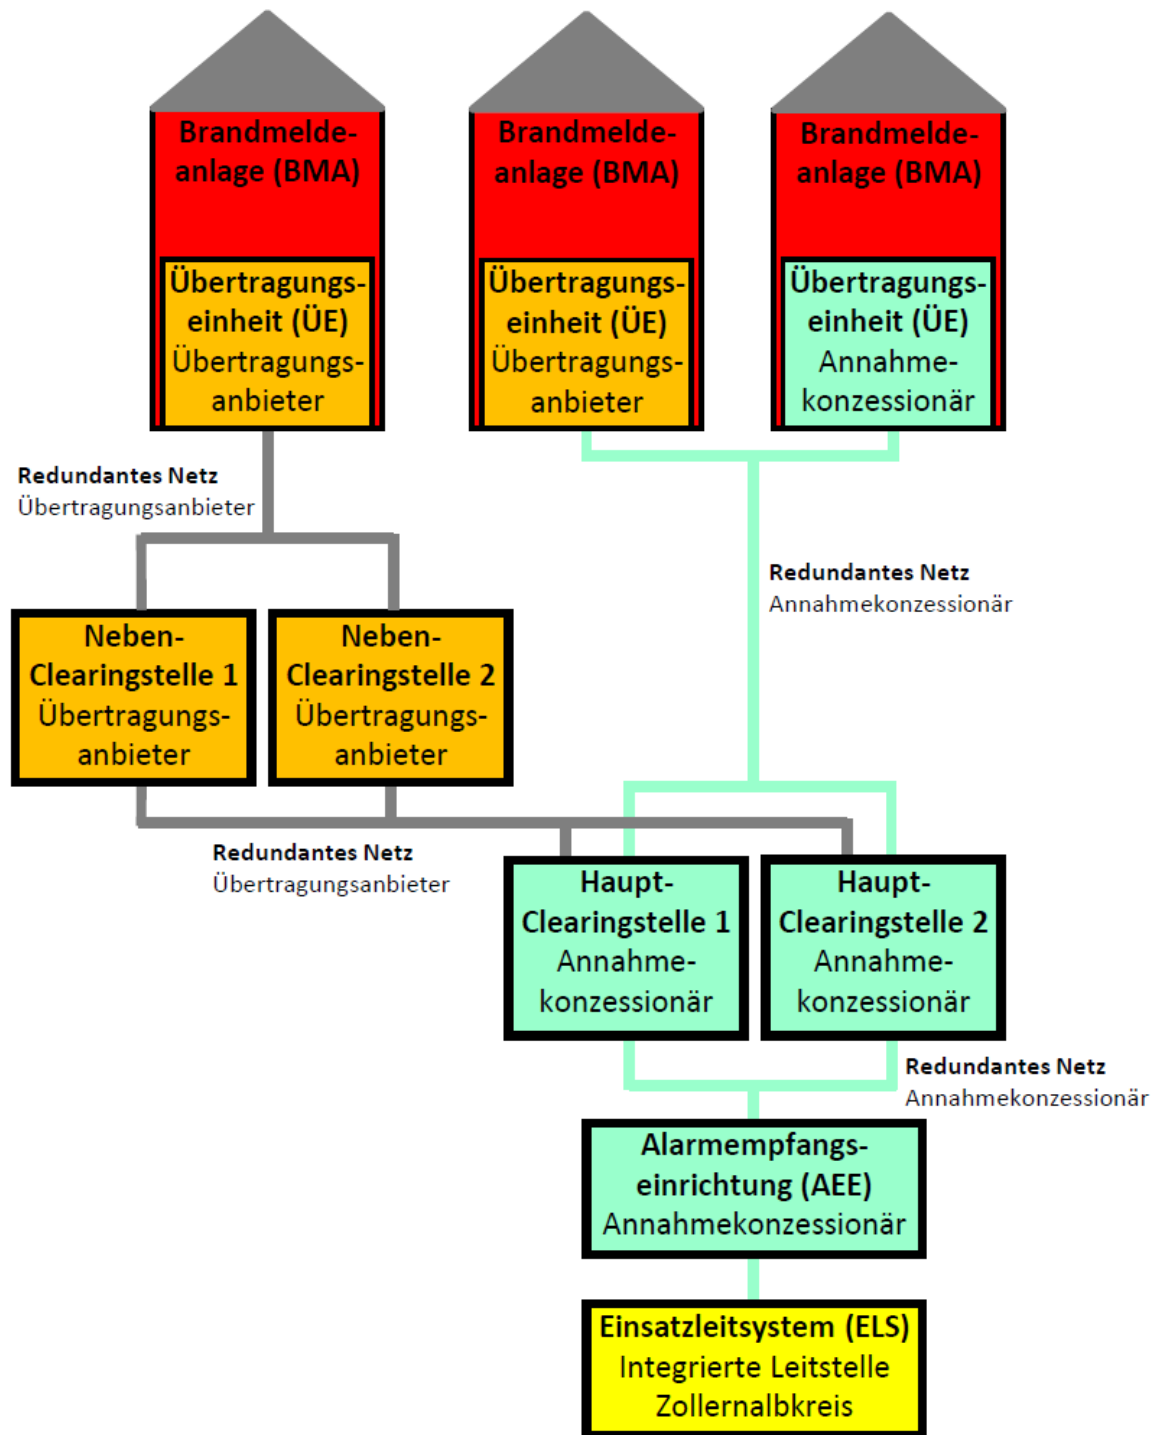 Brandmelde-
anlage (BMA)
Übertragungs-
einheit (ÜE)
Übertragungs-
anbieter
Brandmelde-
anlage (BMA)
Übertragungs-
einheit (ÜE)
Übertragungs-
anbieter
Brandmelde-
anlage (BMA)
Übertragungs-
einheit (ÜE)
Annahme-
konzessionär
Redundantes Netz
Übertragungsanbieter
Redundantes Netz
Annahmekonzessionär
Neben-
Clearingstelle 1
Übertragungs-
anbieter
Neben-
Clearingstelle 2
Übertragungs-
anbieter
Redundantes Netz
Übertragungsanbieter
Haupt-
Clearingstelle 1
Annahme-
konzessionär
Haupt-
Clearingstelle 2
Annahme-
konzessionär
Redundantes Netz
Annahmekonzessionär
Alarmempfangs-
einrichtung (AEE)
Annahmekonzessionär
Einsatzleitsystem (ELS)
Integrierte Leitstelle
Zollernalbkreis